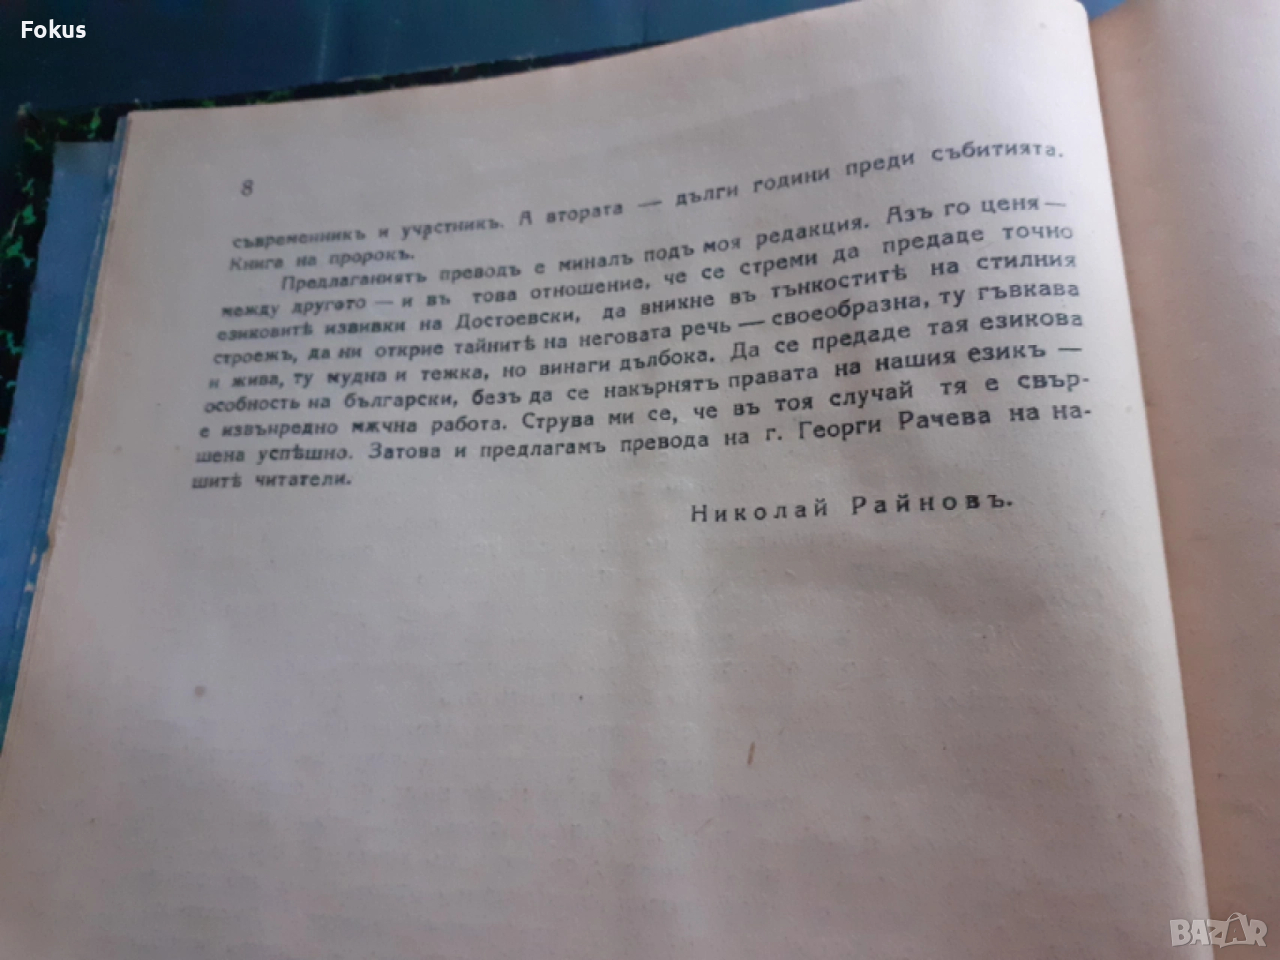 Fokus
8
съвременникъ и участникъ. А втората — дълги години преди събитията.
Книга на пророкъ.
Предлаганиятъ преводъ е миналъ подъ моя редакция. Азъ го ценя —
между другото — и въ това отношение, че се стреми да предаде точно
езиковитѣ извивки на Достоевски, да вникне въ тънкоститѣ на стилния
строежъ, да ни открие тайнитѣ на неговата речь — своеобразна, ту гъвкава
и жива, ту мудна и тежка, но винаги дълбока. Да се предаде тая езикова
особность на български, безъ да се накърнятъ правата на нашия езикъ —
е извънредно мѫчна работа. Струва ми се, че въ тоя случай тя е свър-
шена успѣшно. Затова и предлагамъ превода на г. Георги Рачева на на-
шитѣ читатели.
Николай Райновъ.
BAZAR